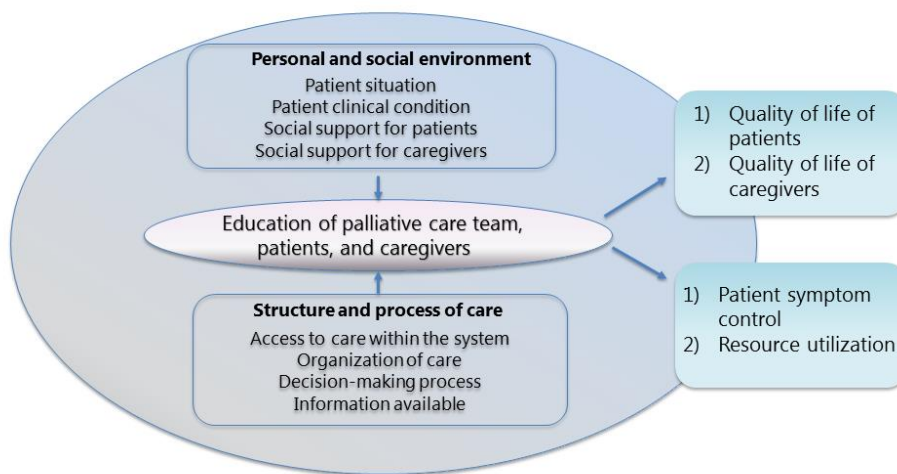 Personal and social environment
Patient situation
Patient clinical condition
Social support for patients
Social support for caregivers
Education of palliative care team,
patients, and caregivers
Structure and process of care
Access to care within the system
Organization of care
Decision-making process
Information available
1) Quality of life of
patients
2) Quality of life of
caregivers
1) Patient symptom
control
2) Resource utilization